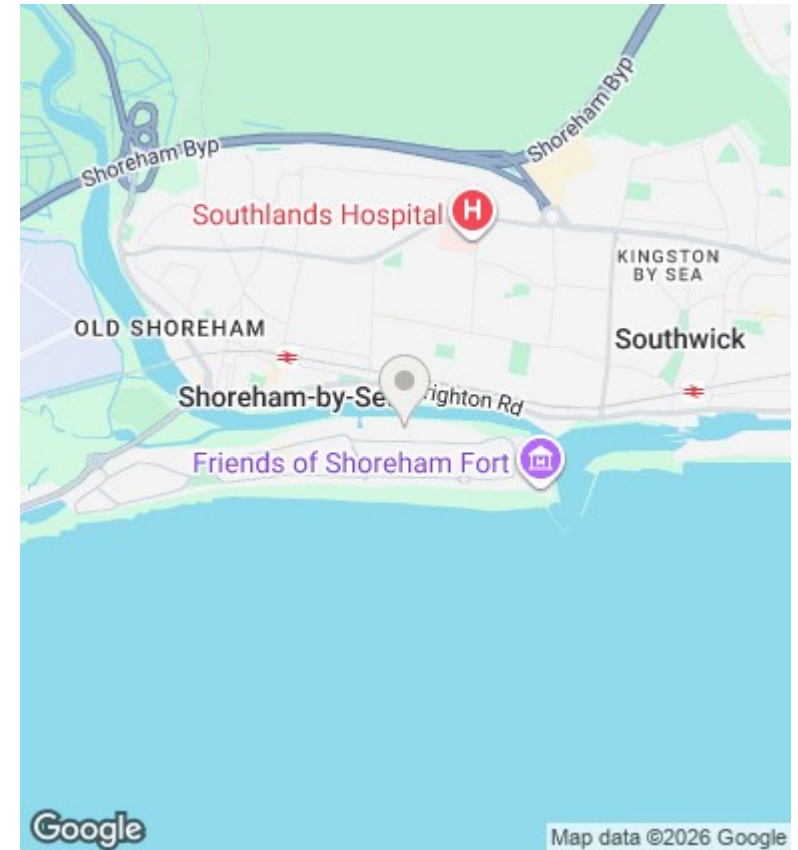 Shoreham Byp
Shoreham Byp
Southlands Hospital
H
KINGSTON
BY SEA
OLD SHOREHAM
Southwick
Shoreham-by-Se
righton Rd
Friends of Shoreham Fort
Google
Map data ©2026 Google